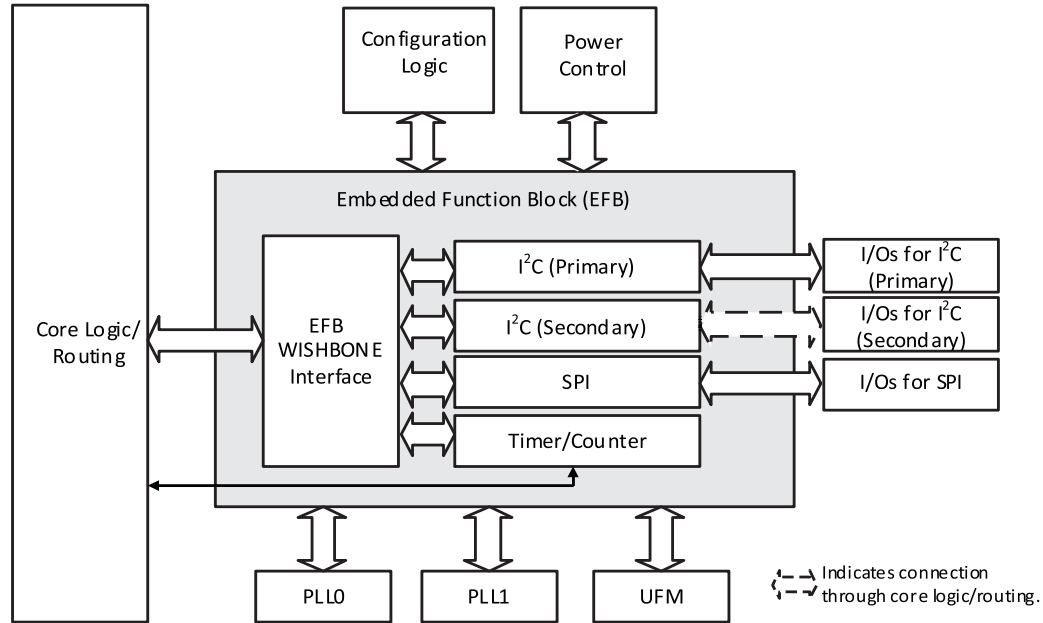 Configuration
Logic
Power
Control
Embedded Function Block (EFB)
Core Logic/
Routing
EFB
WISHBONE
Interface
I²C (Primary)
I²C (Secondary)
SPI
Timer/Counter
I/Os for I²C
(Primary)
I/Os for I²C
(Secondary)
I/Os for SPI
PLL0
PLL1
UFM
Indicates connection
through core logic/routing.